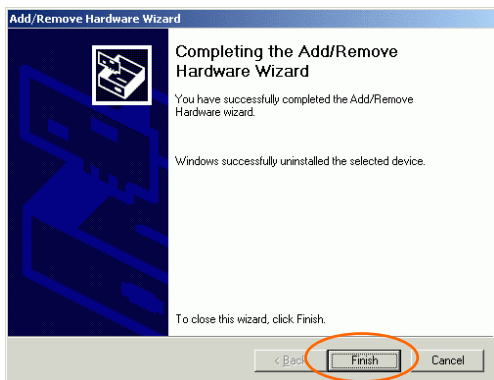 Add/Remove Hardware Wizard
Completing the Add/Remove
Hardware Wizard
You have successfully completed the Add/Remove
Hardware wizard.
Windows successfully uninstalled the selected device.
To close this wizard, click Finish.
< Back
Finish
Cancel